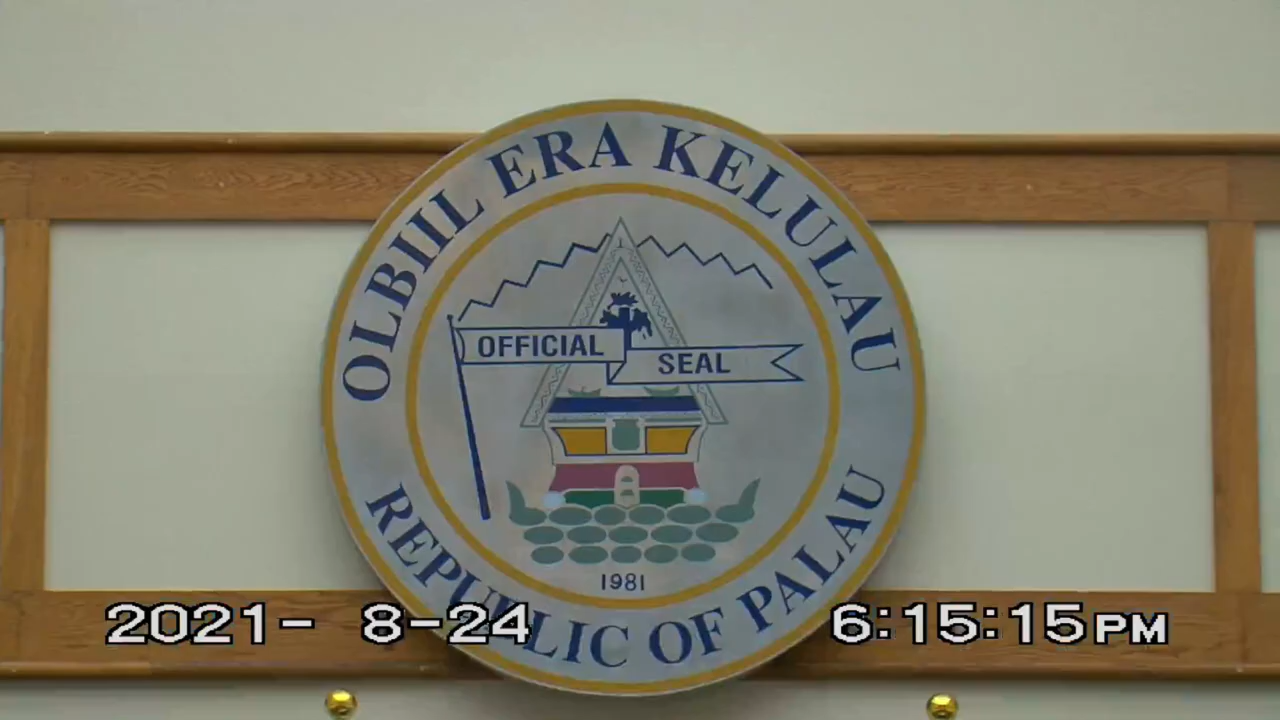 OLBIIL ERA KELULAU
OFFICIAL SEAL
1981
REPUBLIC OF PALAU
2021- 8-24 6:15:15PM